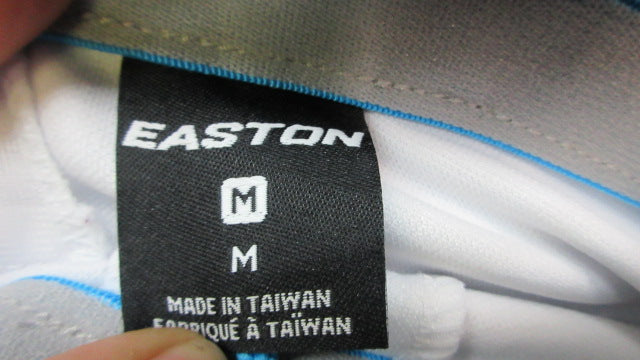 EASTON
M
M
MADE IN TAIWAN
FABRIQUÉ À TAÏWAN